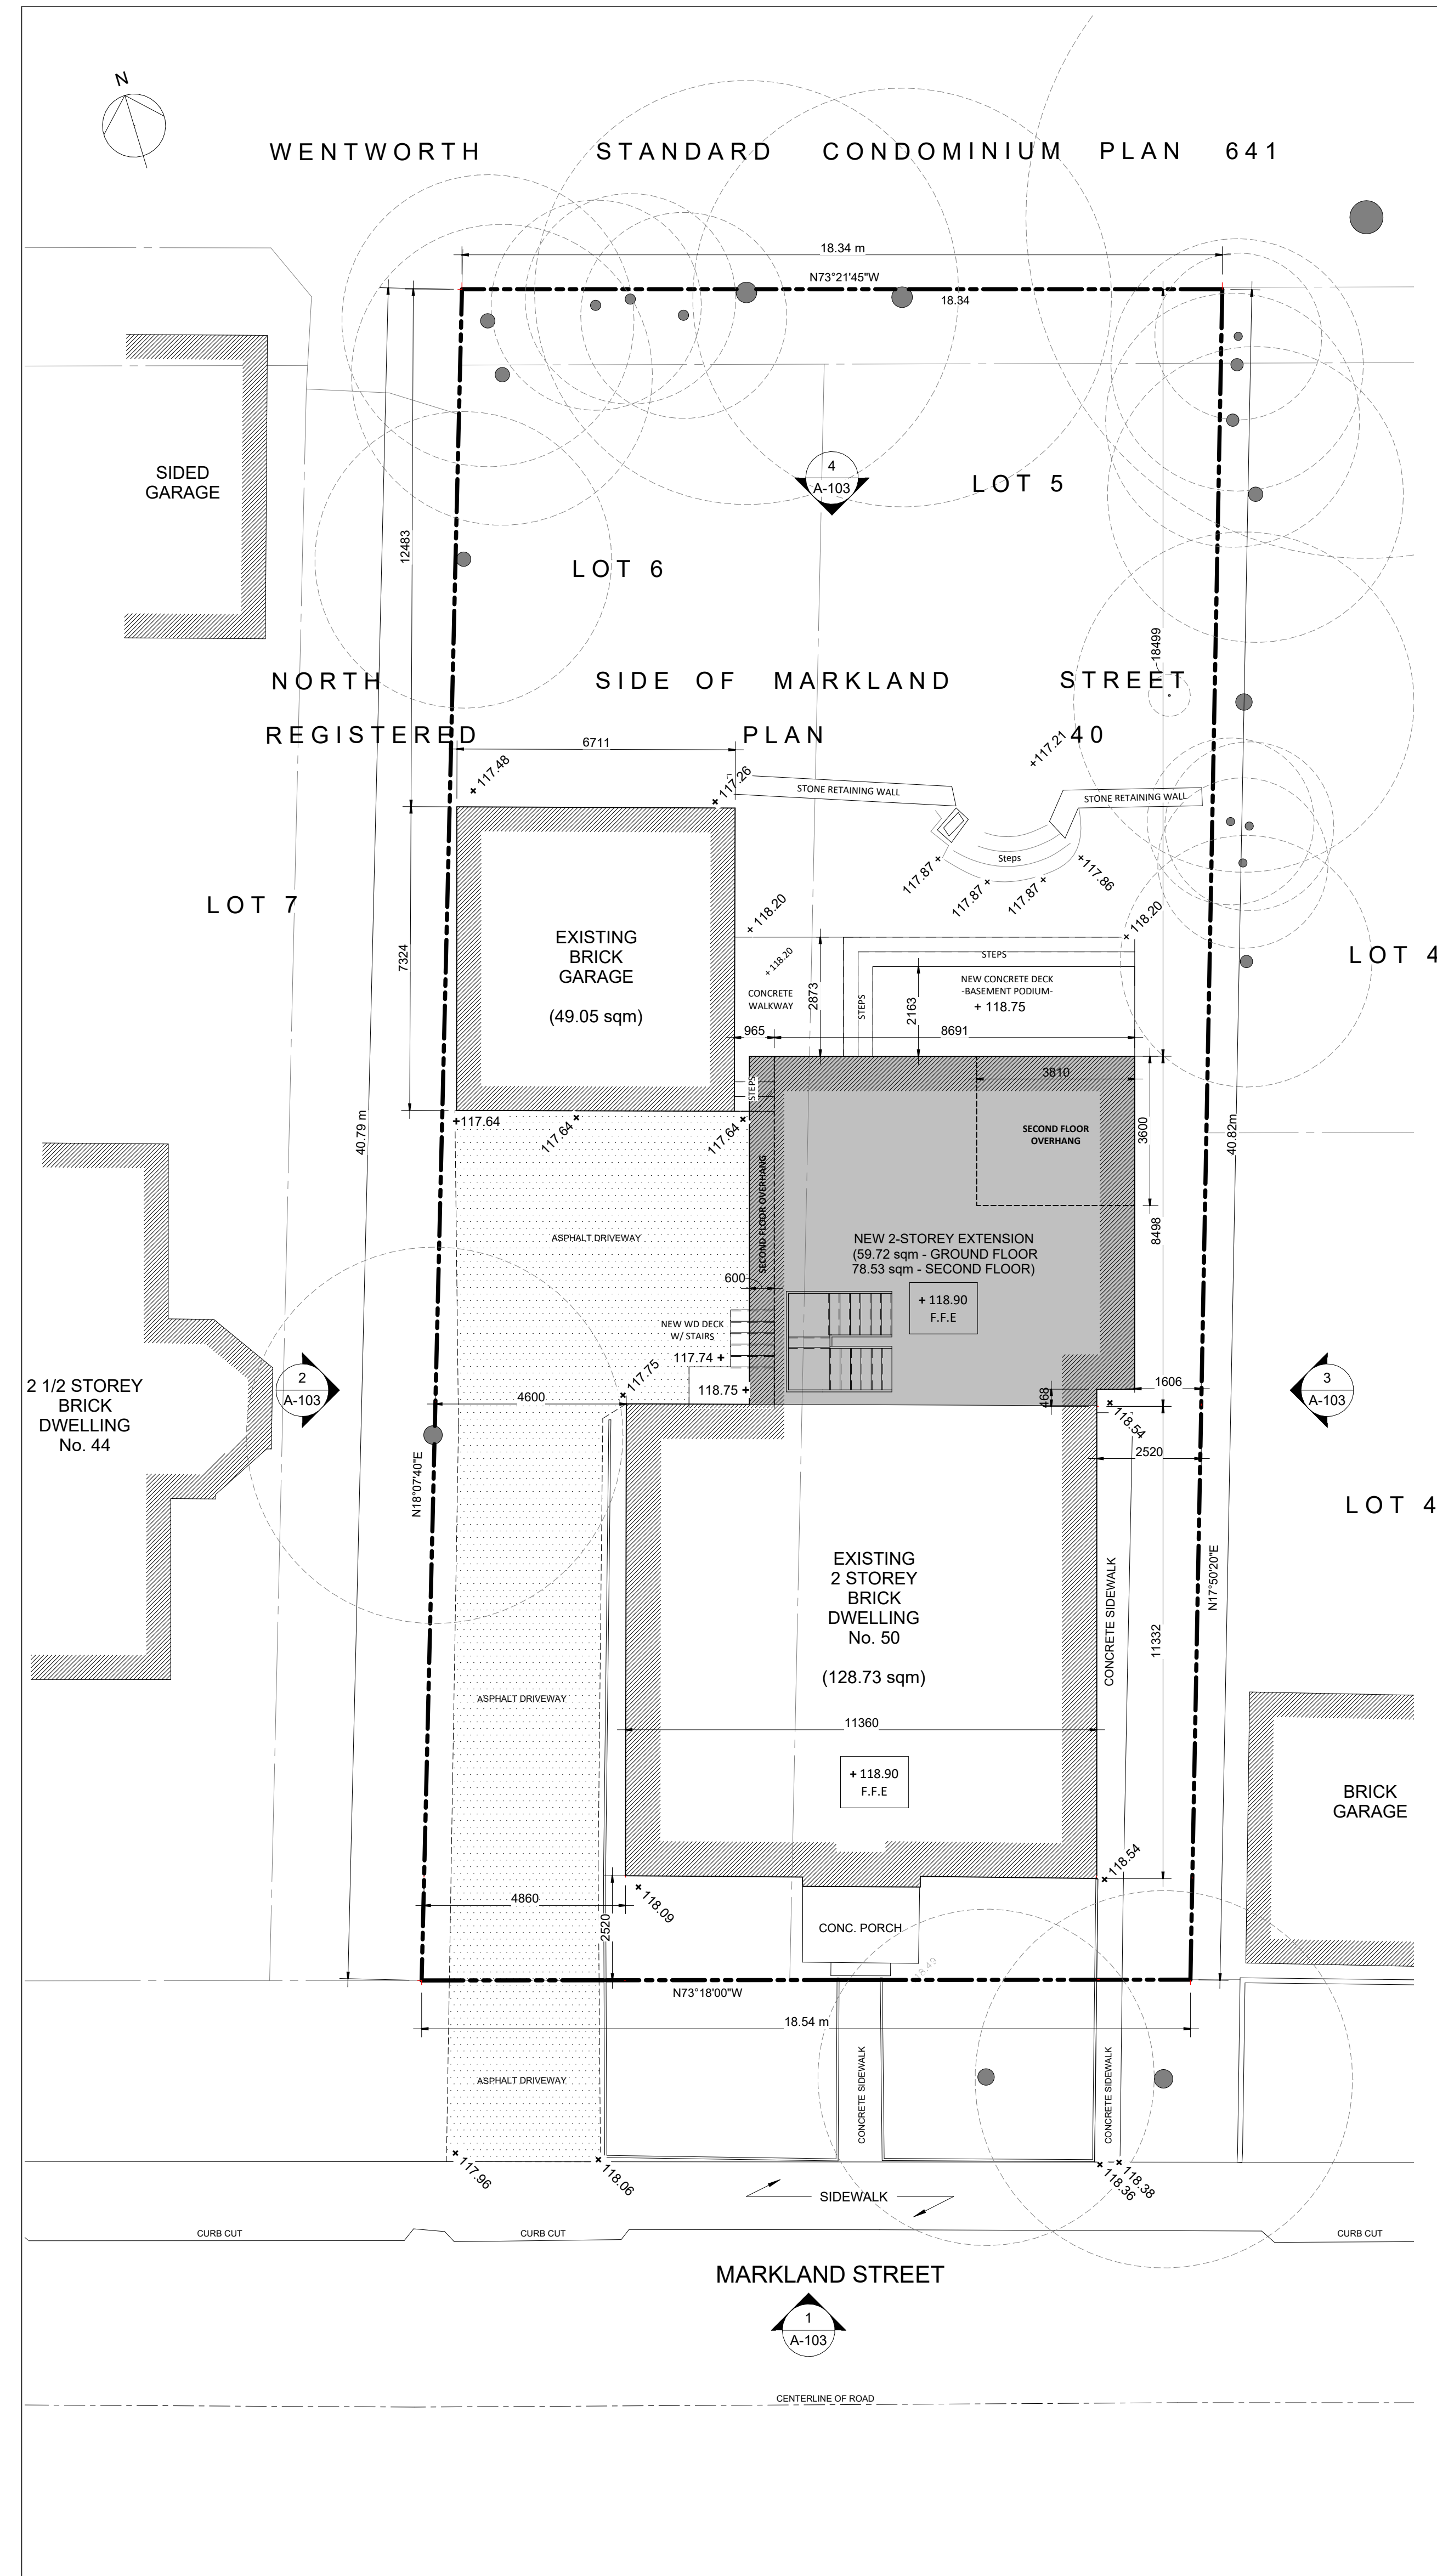 N
WENTWORTH STANDARD CONDOMINIUM PLAN 641
18.34 m
N73°21'45"W
18.34
SIDED
GARAGE
4
A-103
LOT 5
12483
LOT 6
18499
NORTH SIDE OF MARKLAND STREET
REGISTERED PLAN 40
6711
+117.21
117.48
117.26
STONE RETAINING WALL
STONE RETAINING WALL
Steps
117.87
117.87
117.87
117.86
LOT 7
118.20
118.20
EXISTING
BRICK
GARAGE
(49.05 sqm)
7324
+ 118.20
CONCRETE
WALKWAY
2873
STEPS
STEPS
2163
NEW CONCRETE DECK
-BASEMENT PODIUM-
+ 118.75
LOT 4
965
8691
3810
STEPS
+117.64
117.64
117.64
40.79 m
40.82m
SECOND FLOOR
OVERHANG
3600
SECOND FLOOR OVERHANG
ASPHALT DRIVEWAY
NEW 2-STOREY EXTENSION
(59.72 sqm - GROUND FLOOR
78.53 sqm - SECOND FLOOR)
8498
600
+ 118.90
F.F.E
NEW WD DECK
W/ STAIRS
117.74 +
117.75
118.75 +
2 1/2 STOREY
BRICK
DWELLING
No. 44
2
A-103
4600
468
1606
3
A-103
118.54
2520
N18°07'40"E
LOT 4
EXISTING
2 STOREY
BRICK
DWELLING
No. 50
(128.73 sqm)
CONCRETE SIDEWALK
N17°50'20"E
11332
ASPHALT DRIVEWAY
11360
+ 118.90
F.F.E
BRICK
GARAGE
118.54
4860
118.09
2520
CONC. PORCH
N73°18'00"W
18.54 m
ASPHALT DRIVEWAY
CONCRETE SIDEWALK
CONCRETE SIDEWALK
117.96
118.06
118.36
118.38
SIDEWALK
CURB CUT
CURB CUT
CURB CUT
MARKLAND STREET
1
A-103
CENTERLINE OF ROAD